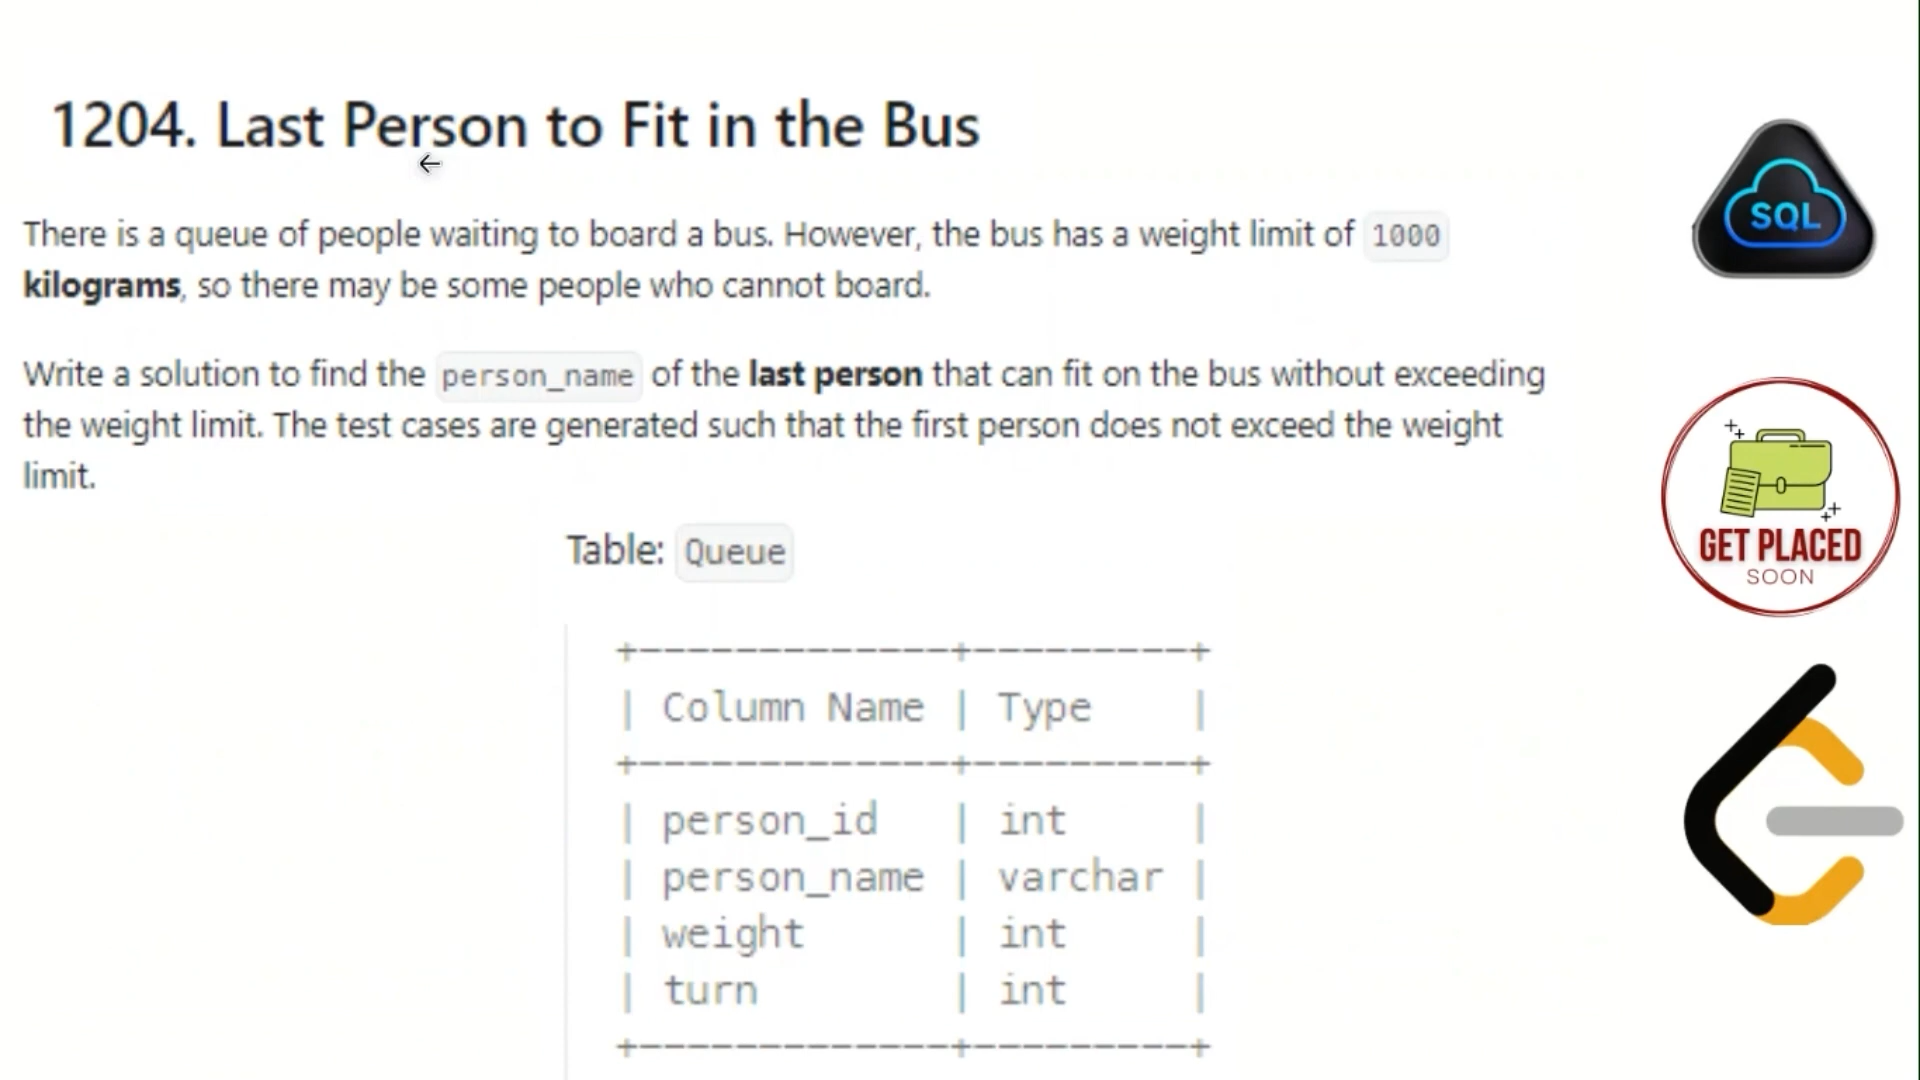 1204. Last Person to Fit in the Bus
There is a queue of people waiting to board a bus. However, the bus has a weight limit of 1000
kilograms, so there may be some people who cannot board.
Write a solution to find the person_name of the last person that can fit on the bus without exceeding
the weight limit. The test cases are generated such that the first person does not exceed the weight
limit.
Table: Queue
+-------------+---------+
| Column Name | Type    |
+-------------+---------+
| person_id   | int     |
| person_name | varchar |
| weight      | int     |
| turn        | int     |
+-------------+---------+
SQL
GET PLACED
SOON